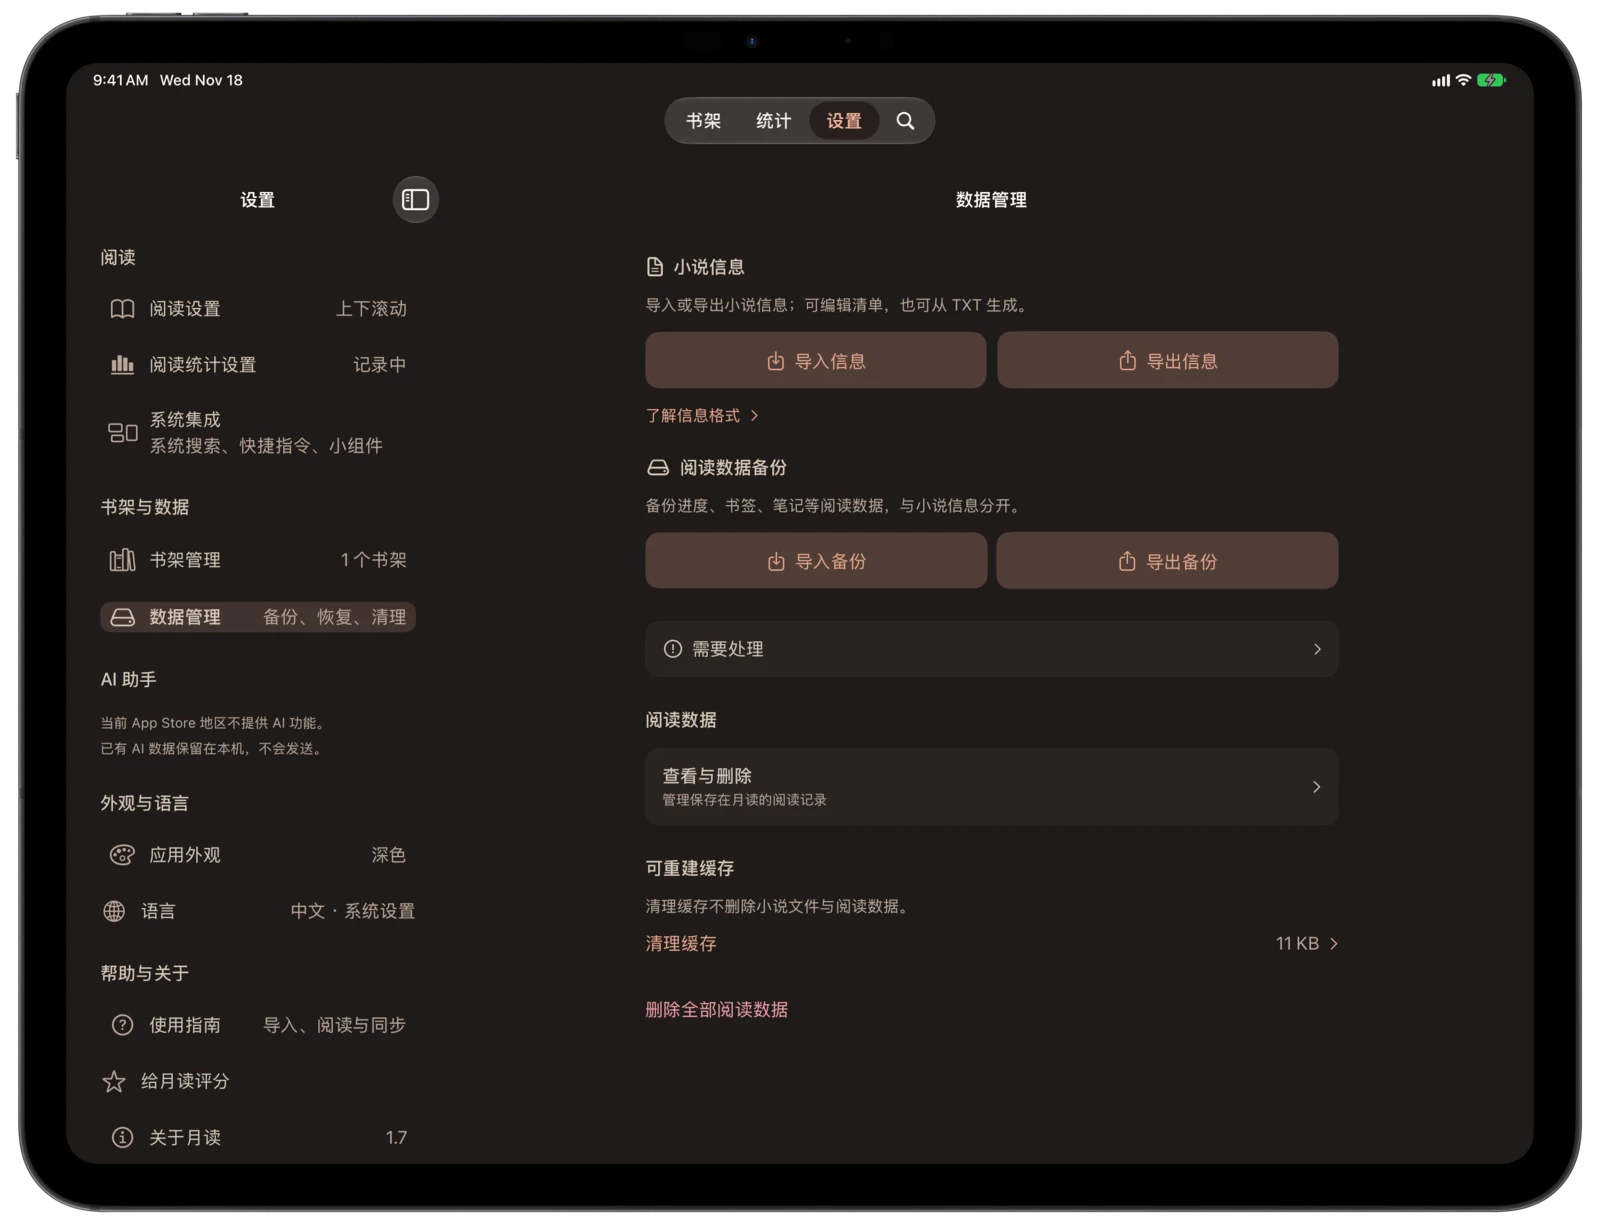 9:41 AM Wed Nov 18
书架 统计 设置
设置
阅读
阅读设置 上下滚动
阅读统计设置 记录中
系统集成
系统搜索、快捷指令、小组件
书架与数据
书架管理 1 个书架
数据管理 备份、恢复、清理
AI 助手
当前 App Store 地区不提供 AI 功能。
已有 AI 数据保留在本机，不会发送。
外观与语言
应用外观 深色
语言 中文 · 系统设置
帮助与关于
使用指南 导入、阅读与同步
给月读评分
关于月读 1.7
数据管理
小说信息
导入或导出小说信息；可编辑清单，也可从 TXT 生成。
导入信息 导出信息
了解信息格式
阅读数据备份
备份进度、书签、笔记等阅读数据，与小说信息分开。
导入备份 导出备份
需要处理
阅读数据
查看与删除
管理保存在月读的阅读记录
可重建缓存
清理缓存不删除小说文件与阅读数据。
清理缓存 11 KB
删除全部阅读数据